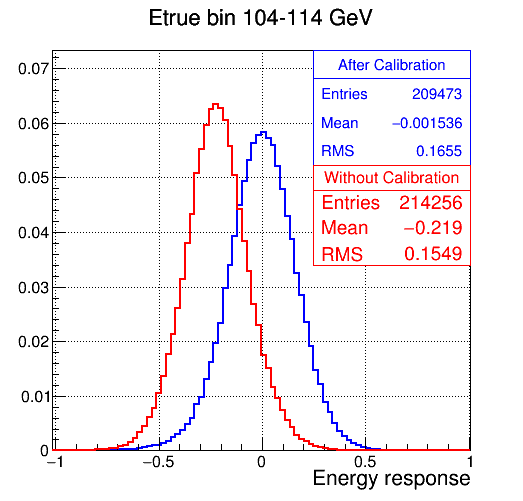 Etrue bin 104-114 GeV
After Calibration
Entries 209473
Mean −0.001536
RMS 0.1655
Without Calibration
Entries 214256
Mean −0.219
RMS 0.1549
0.07
0.06
0.05
0.04
0.03
0.02
0.01
0
−1 −0.5 0 0.5 1
Energy response